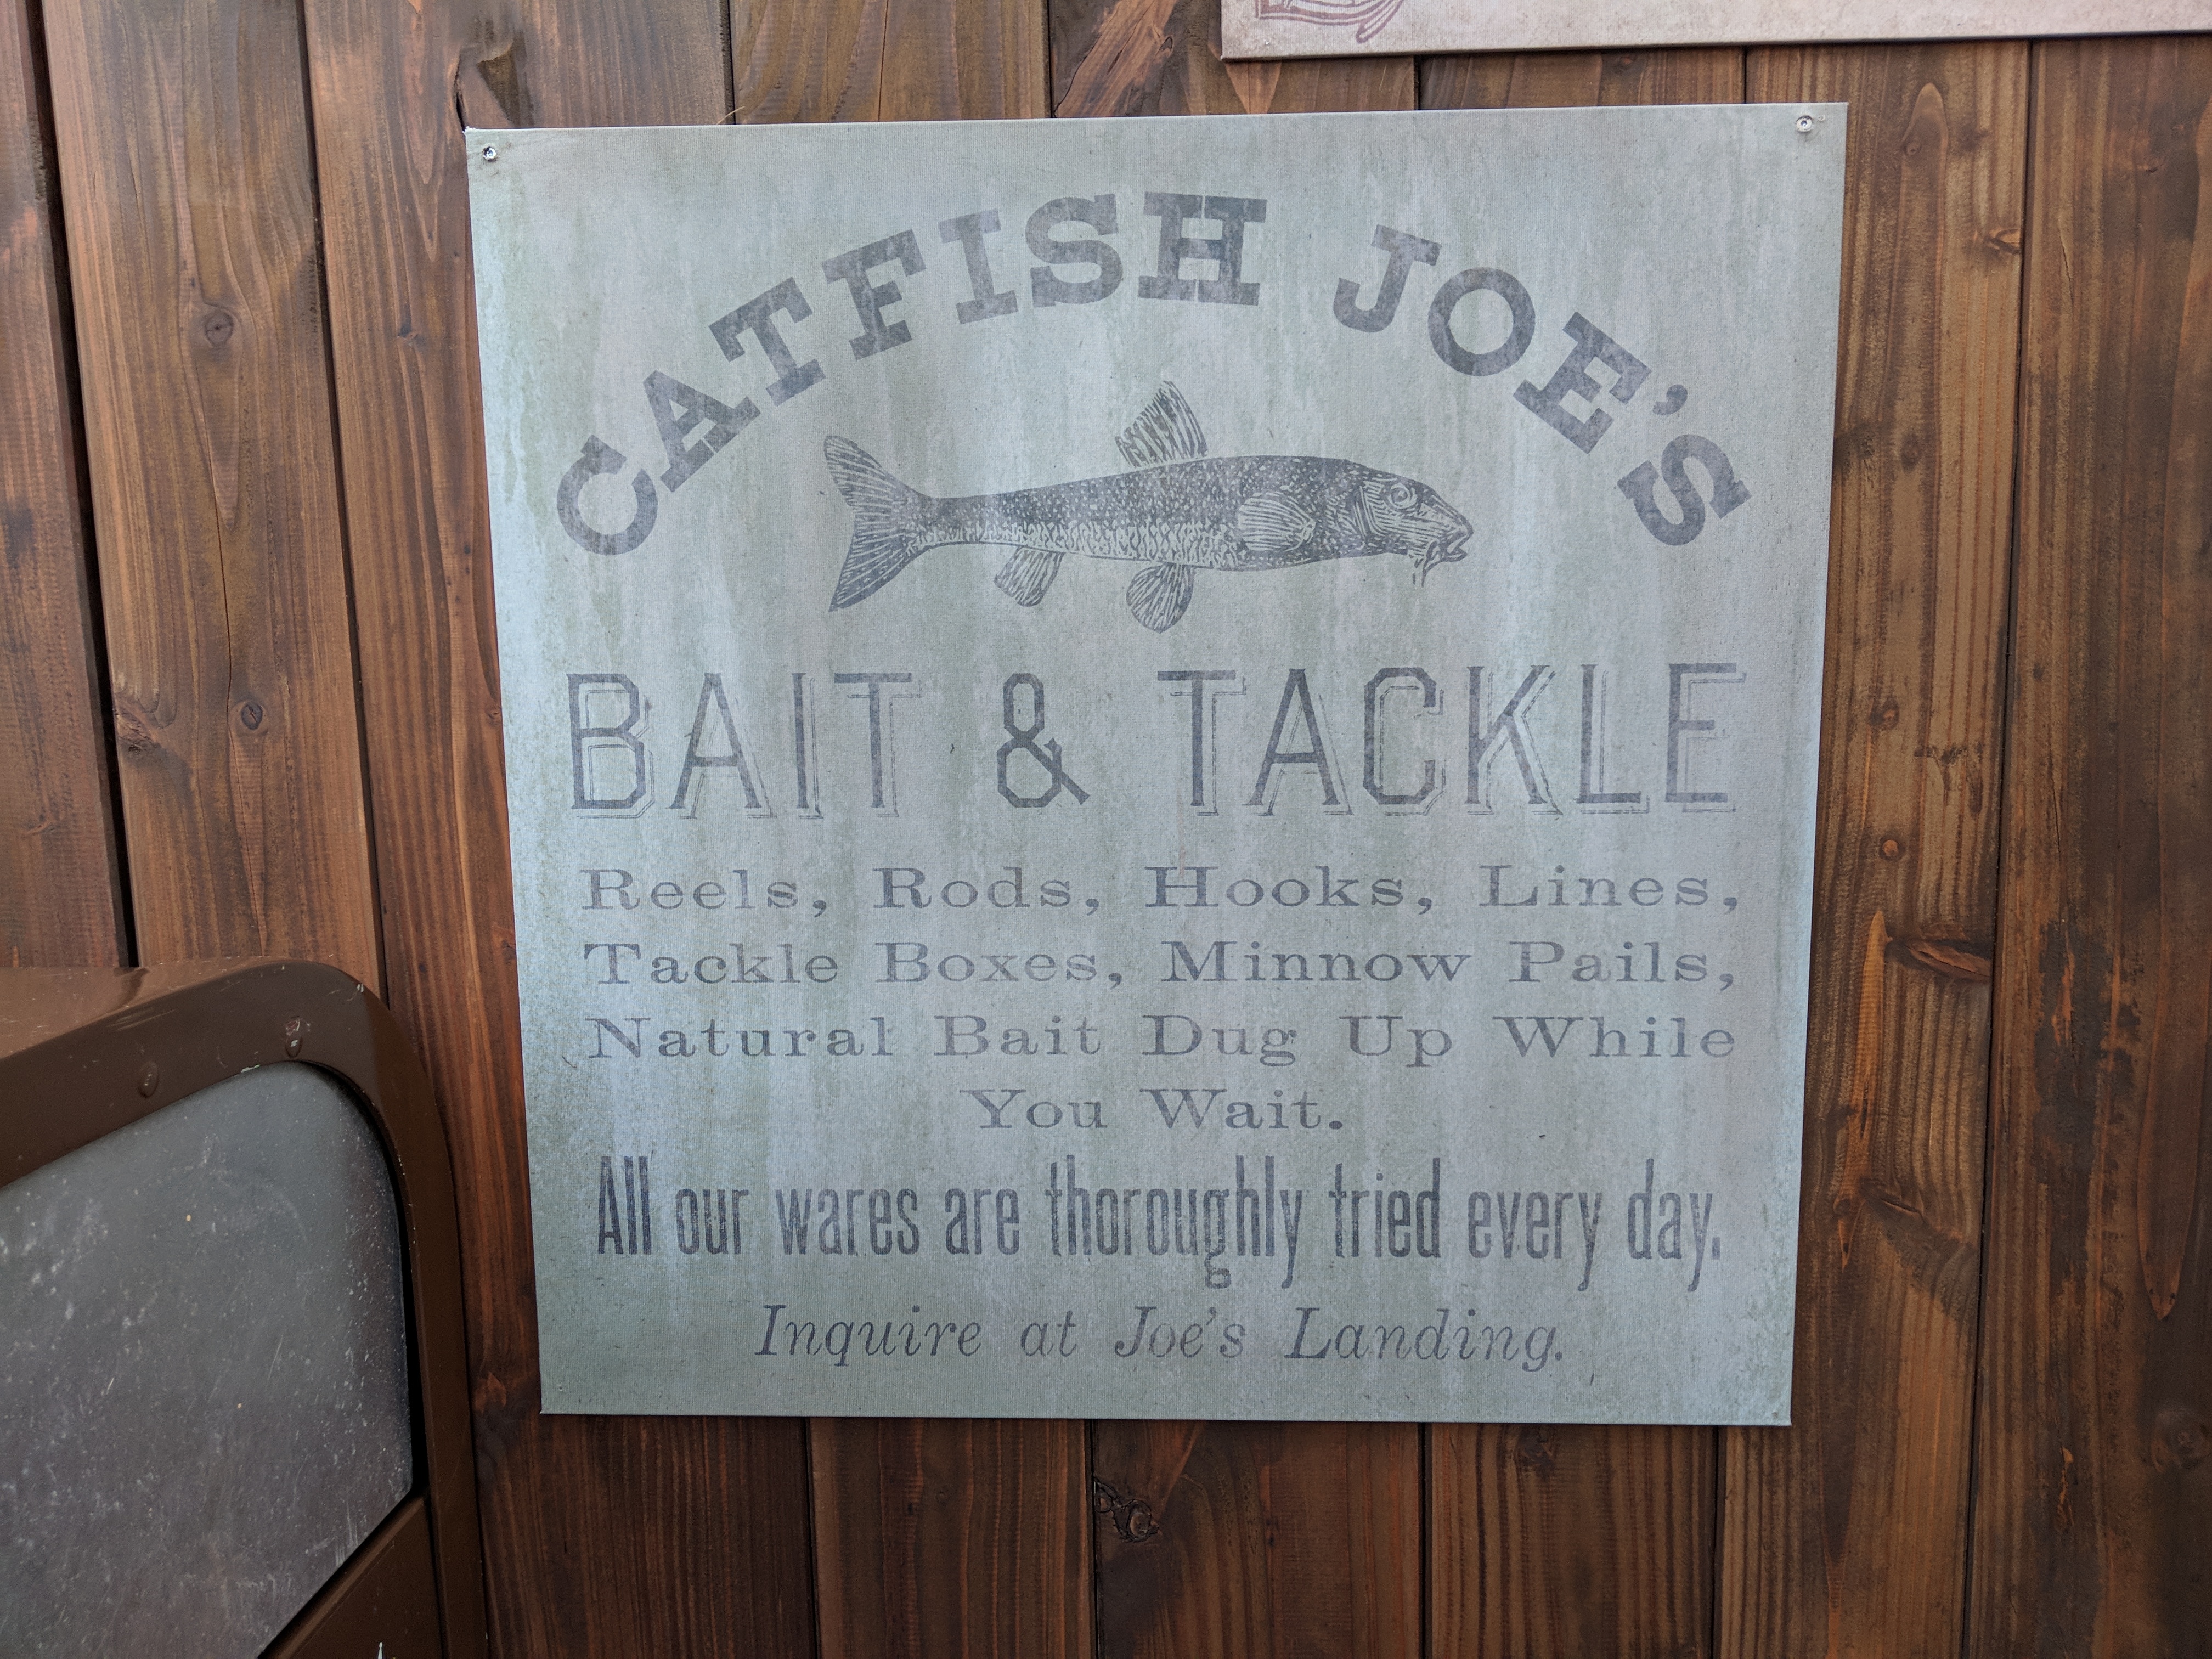 CATFISH JOE'S
BAIT & TACKLE
Reels, Rods, Hooks, Lines,
Tackle Boxes, Minnow Pails,
Natural Bait Dug Up While
You Wait.
All our wares are thoroughly tried every day.
Inquire at Joe's Landing.